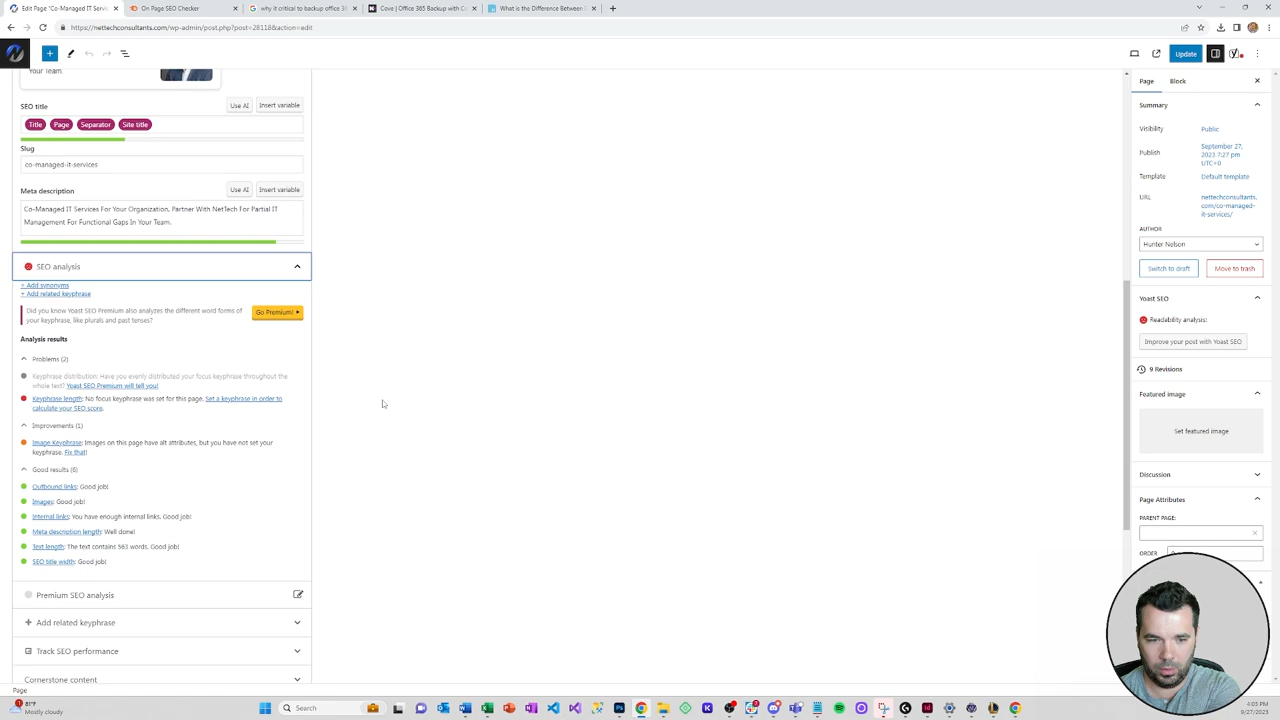 Edit Page "Co-Managed IT Servic
On Page SEO Checker
why it critical to backup office 36
Cove | Office 365 Backup with Co
What is the Difference Between
https://nettechconsultants.com/wp-admin/post.php?post=28118&action=edit
Update
Your Team.
SEO title
Use AI
Insert variable
Title
Page
Separator
Site title
Slug
co-managed-it-services
Meta description
Use AI
Insert variable
Co-Managed IT Services For Your Organization. Partner With NetTech For Partial IT
Management For Functional Gaps In Your Team.
SEO analysis
+ Add synonyms
+ Add related keyphrase
Did you know Yoast SEO Premium also analyzes the different word forms of
your keyphrase, like plurals and past tenses?
Go Premium!
Analysis results
Problems (2)
Keyphrase distribution: Have you evenly distributed your focus keyphrase throughout the
whole text? Yoast SEO Premium will tell you!
Keyphrase length: No focus keyphrase was set for this page. Set a keyphrase in order to
calculate your SEO score.
Improvements (1)
Image Keyphrase: Images on this page have alt attributes, but you have not set your
keyphrase. Fix that!
Good results (6)
Outbound links: Good job!
Images: Good job!
Internal links: You have enough internal links. Good job!
Meta description length: Well done!
Text length: The text contains 563 words. Good job!
SEO title width: Good job!
Premium SEO analysis
Add related keyphrase
Track SEO performance
Cornerstone content
Page
Page
Block
Summary
Visibility
Public
Publish
September 27,
2023 7:27 pm
UTC+0
Template
Default template
URL
nettechconsultants.
com/co-managed-
it-services/
AUTHOR
Hunter Nelson
Switch to draft
Move to trash
Yoast SEO
Readability analysis:
Improve your post with Yoast SEO
9 Revisions
Featured image
Set featured image
Discussion
Page Attributes
PARENT PAGE:
ORDER
81°F
Mostly cloudy
Search
4:05 PM
9/27/2023